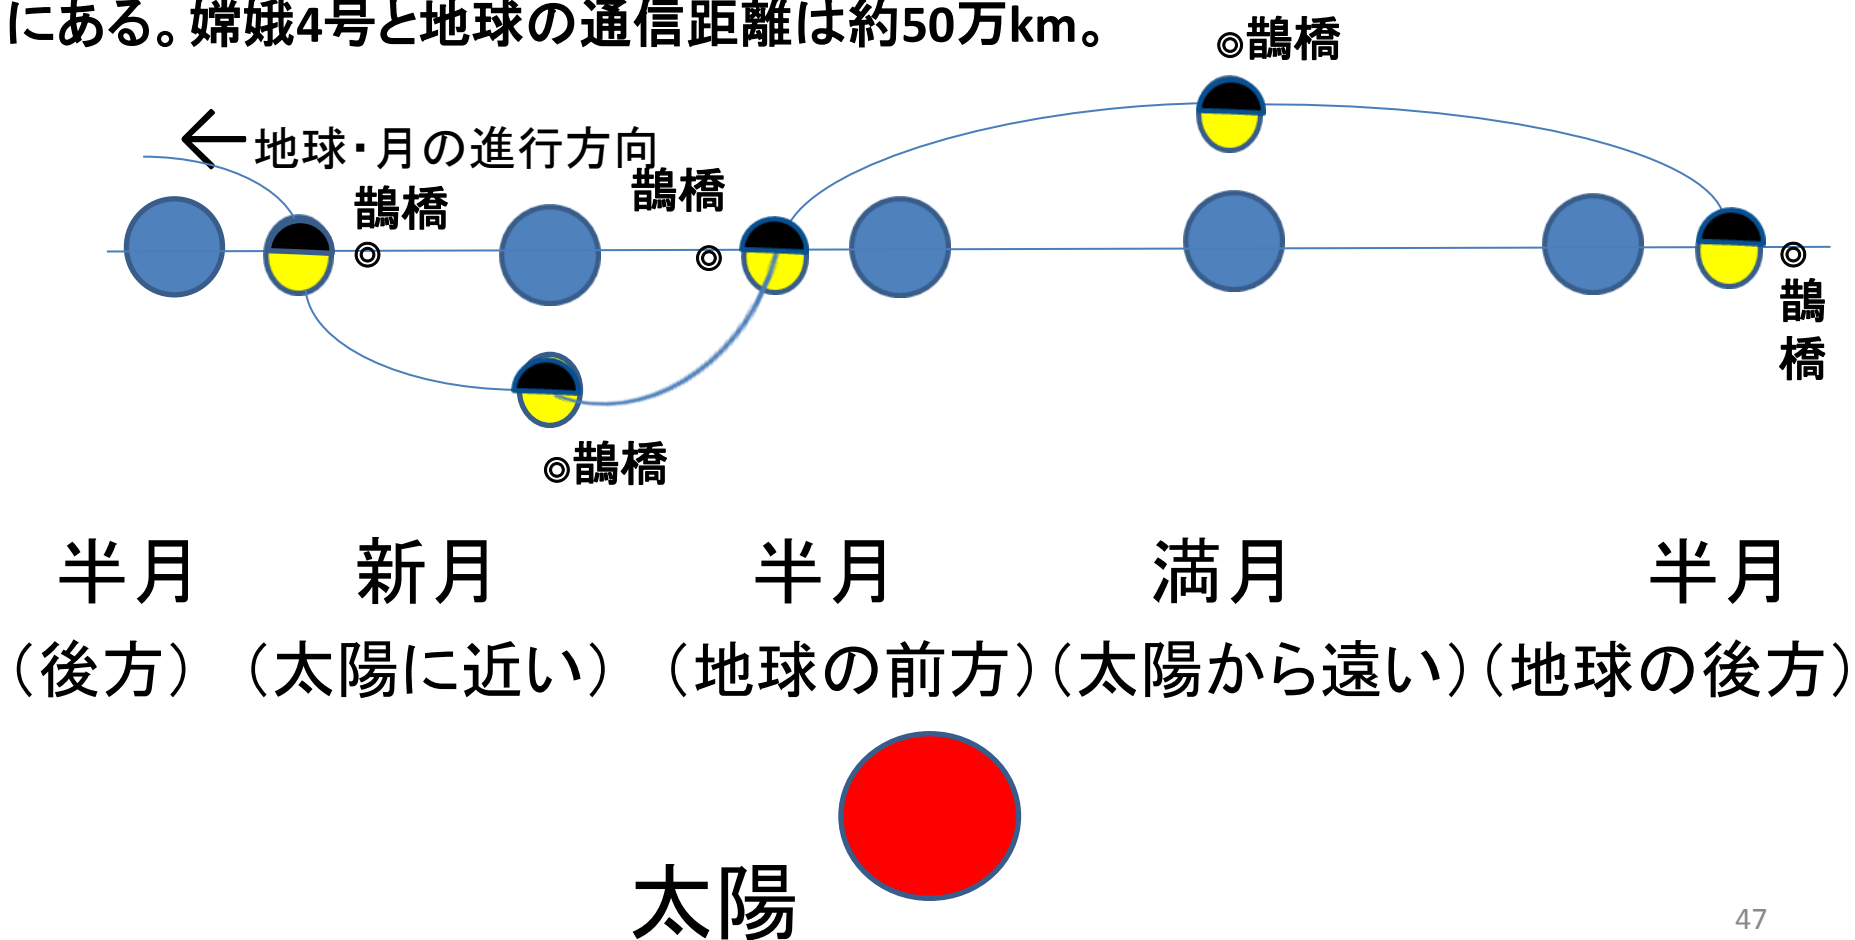 にある。嫦娥4号と地球の通信距離は約50万km。
◎鵲橋
地球・月の進行方向
鵲橋
◎
鵲橋
◎
◎
鵲
橋
◎鵲橋
半月 新月 半月 満月 半月
（後方） （太陽に近い） （地球の前方）（太陽から遠い）（地球の後方）
太陽
47